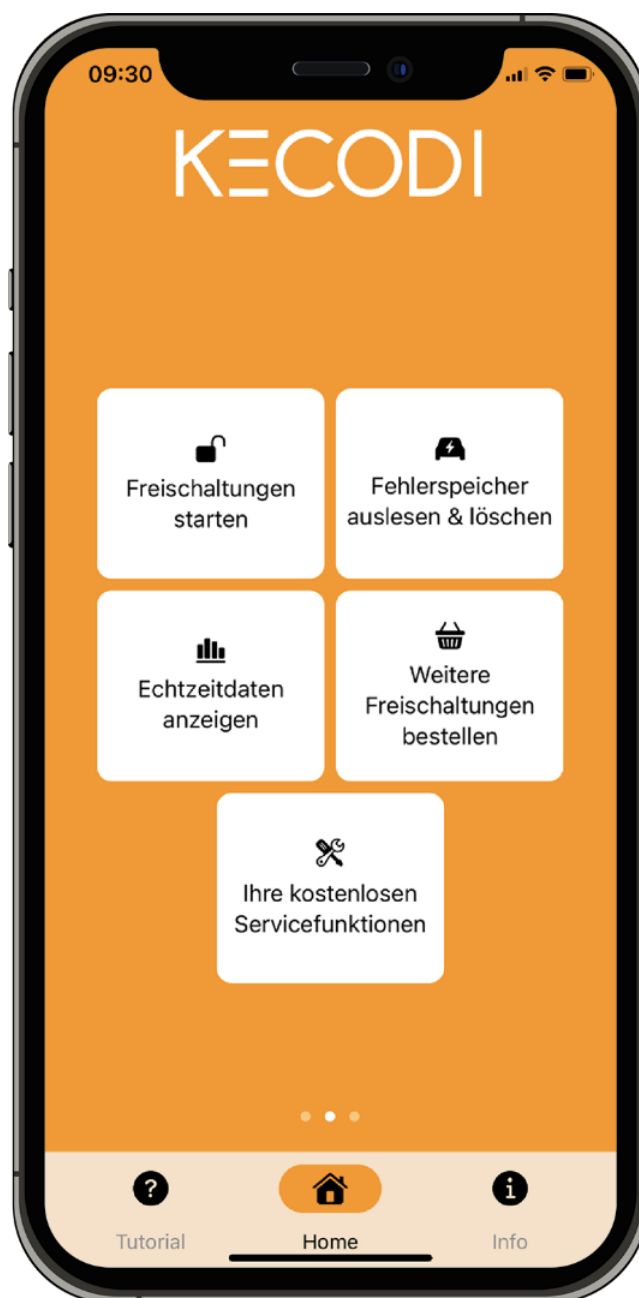 09:30
KECODI
Freischaltungen
starten
Fehlerspeicher
auslesen & löschen
Echtzeitdaten
anzeigen
Weitere
Freischaltungen
bestellen
Ihre kostenlosen
Servicefunktionen
Tutorial
Home
Info